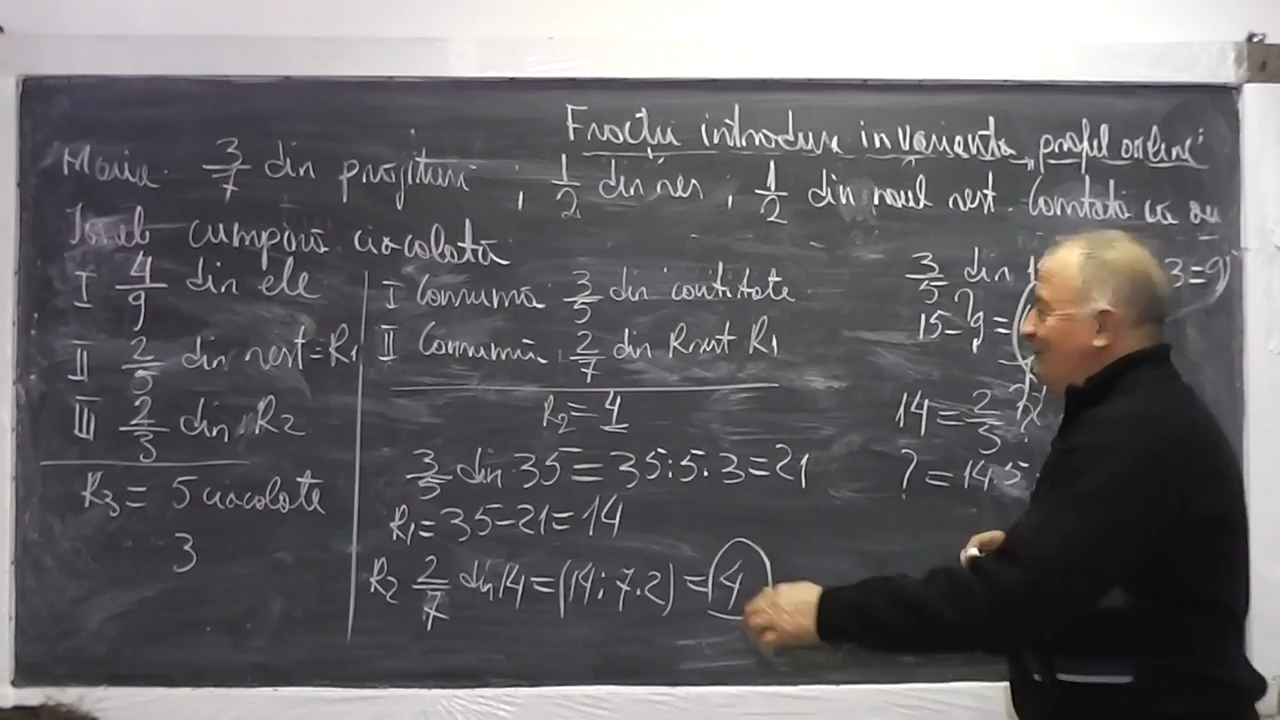 Fracții introduse in varianta „proful online"
Maria 3/7 din prăjituri ; 1/2 din res ; 1/2 din noul rest. Constată că au
Ionel cumpără ciocolată
I 4/9 din ele
II 2/5 din rest = R1
III 2/3 din R2
R3 = 5 ciocolate
3
I Consumă 3/5 din cantitate
II Consumă 2/7 din Rest R1
R2 = 4
3/5 din 35 = 35:5·3 = 21
R1 = 35-21 = 14
R2 2/7 din 14 = (14:7·2) = 4
3/5 din 1 3=9)
15-9=
14 = 2/3 ?
? = 14·5